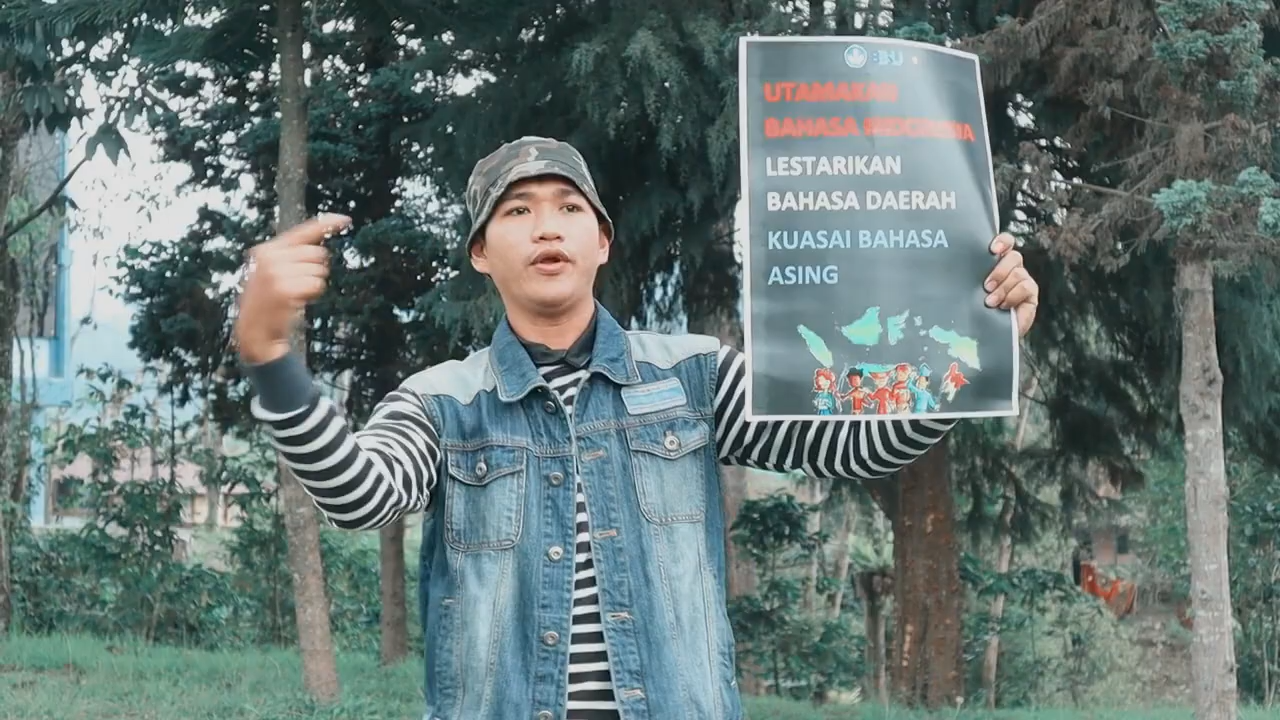 UTAMAKAN
BAHASA INDONESIA
LESTARIKAN
BAHASA DAERAH
KUASAI BAHASA
ASING